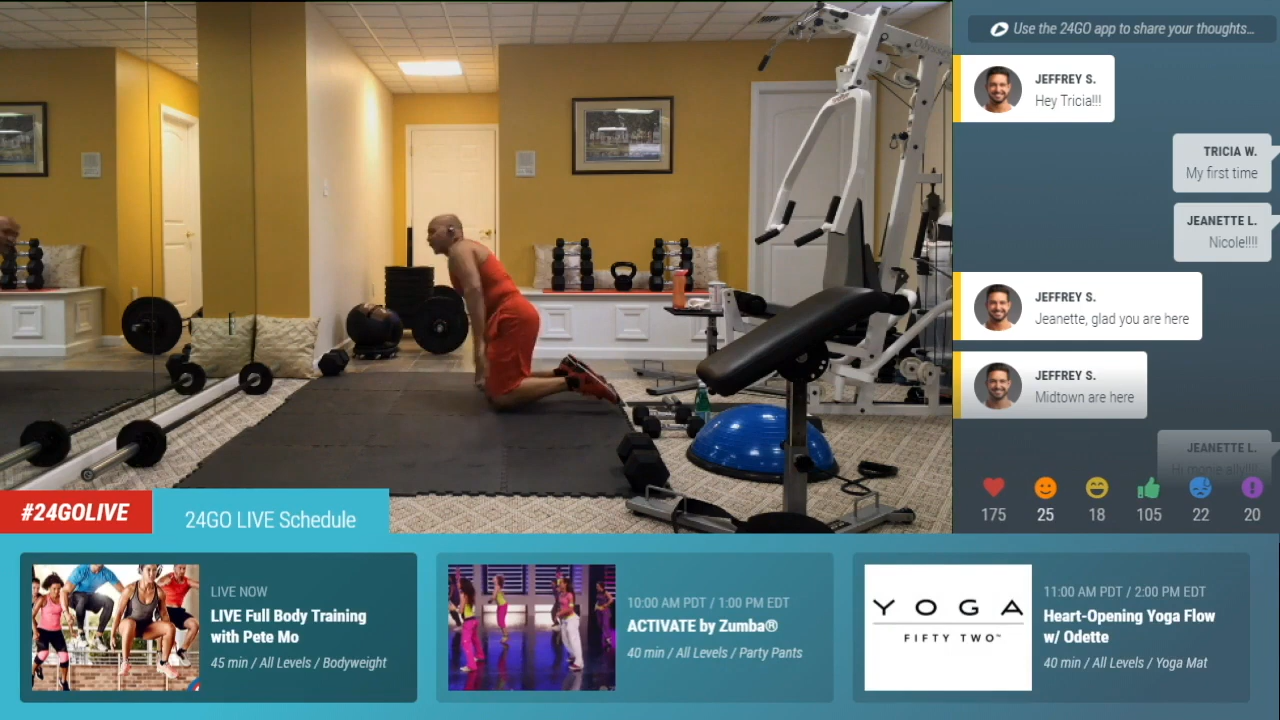 Use the 24GO app to share your thoughts...
JEFFREY S.
Hey Tricia!!!
TRICIA W.
My first time
JEANETTE L.
Nicole!!!!
JEFFREY S.
Jeanette, glad you are here
JEFFREY S.
Midtown are here
JEANETTE L.
175
25
18
105
22
20
#24GOLIVE
24GO LIVE Schedule
LIVE NOW
LIVE Full Body Training
with Pete Mo
45 min / All Levels / Bodyweight
10:00 AM PDT / 1:00 PM EDT
ACTIVATE by Zumba®
40 min / All Levels / Party Pants
YOGA
FIFTY TWO™
11:00 AM PDT / 2:00 PM EDT
Heart-Opening Yoga Flow
w/ Odette
40 min / All Levels / Yoga Mat